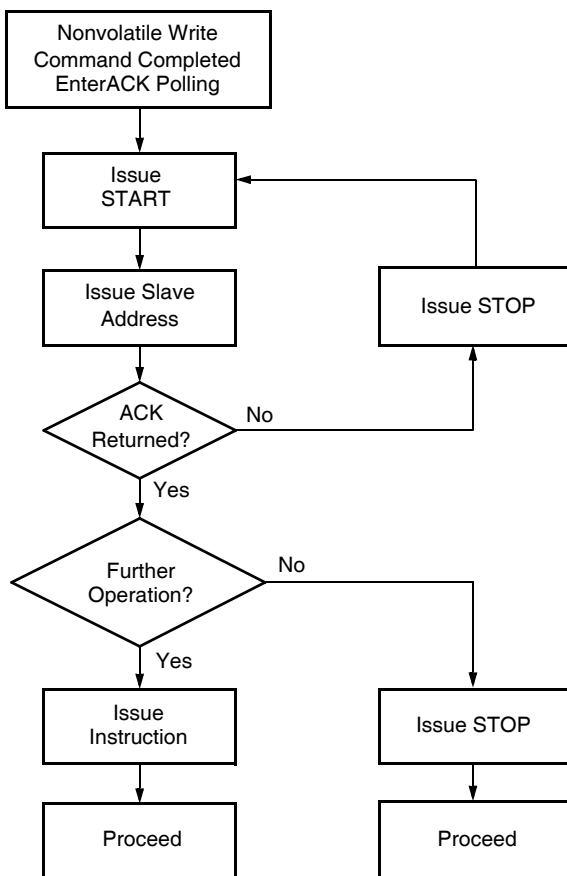 Nonvolatile Write
Command Completed
EnterACK Polling
Issue
START
Issue Slave
Address
Issue STOP
ACK
Returned?
No
Yes
Further
Operation?
No
Yes
Issue
Instruction
Issue STOP
Proceed
Proceed